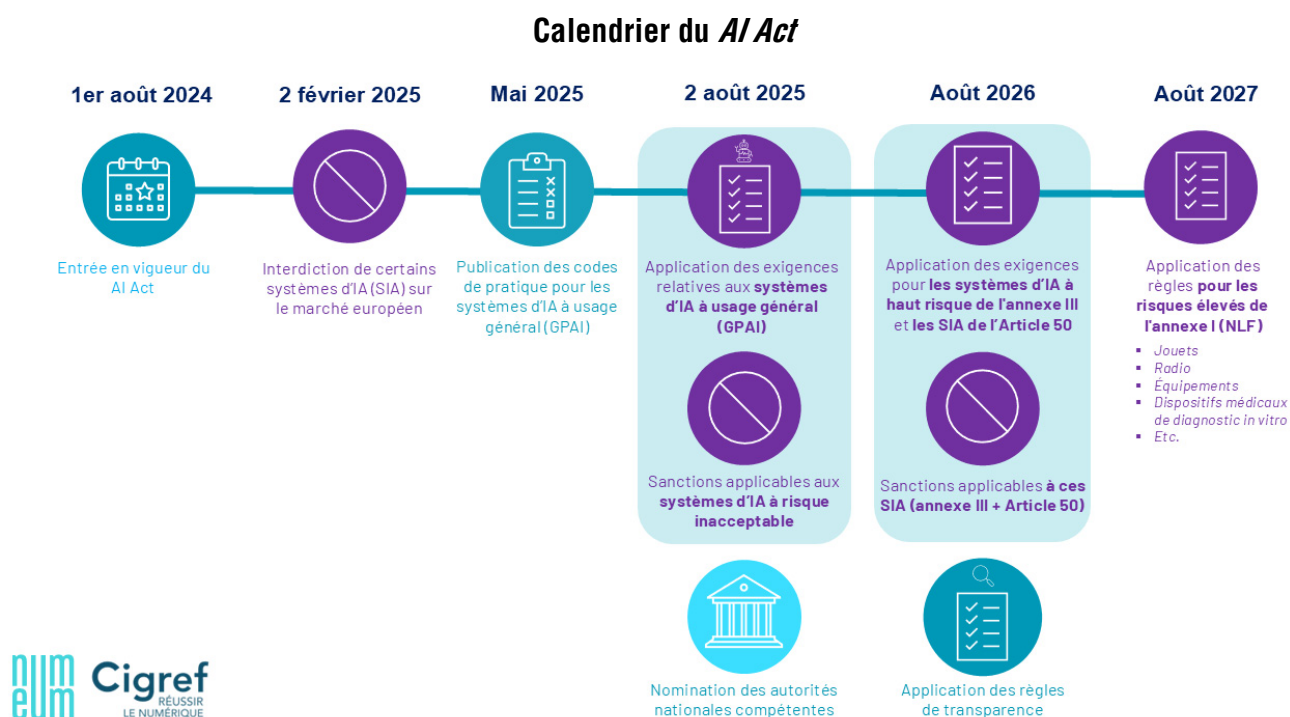 Calendrier du AI Act
1er août 2024
2 février 2025
Mai 2025
2 août 2025
Août 2026
Août 2027
Entrée en vigueur du
AI Act
Interdiction de certains
systèmes d'IA (SIA) sur
le marché européen
Publication des codes
de pratique pour les
systèmes d'IA à usage
général (GPAI)
Application des exigences
relatives aux systèmes
d'IA à usage général
(GPAI)
Sanctions applicables aux
systèmes d'IA à risque
inacceptable
Nomination des autorités
nationales compétentes
Application des exigences
pour les systèmes d'IA à
haut risque de l'annexe III
et les SIA de l'Article 50
Sanctions applicables à ces
SIA (annexe III + Article 50)
Application des règles
de transparence
Application des
règles pour les
risques élevés de
l'annexe I (NLF)
▪ Jouets
▪ Radio
▪ Équipements
▪ Dispositifs médicaux
de diagnostic in vitro
▪ Etc.
num
eum
Cigref
RÉUSSIR
LE NUMÉRIQUE